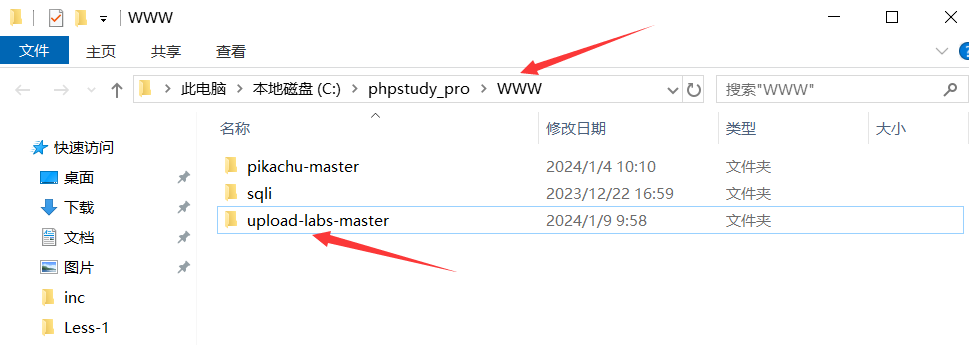 WWW
文件 主页 共享 查看
此电脑 本地磁盘 (C:) phpstudy_pro WWW 搜索"WWW"
名称 修改日期 类型 大小
快速访问
桌面
下载
文档
图片
inc
Less-1
pikachu-master 2024/1/4 10:10 文件夹
sqli 2023/12/22 16:59 文件夹
upload-labs-master 2024/1/9 9:58 文件夹